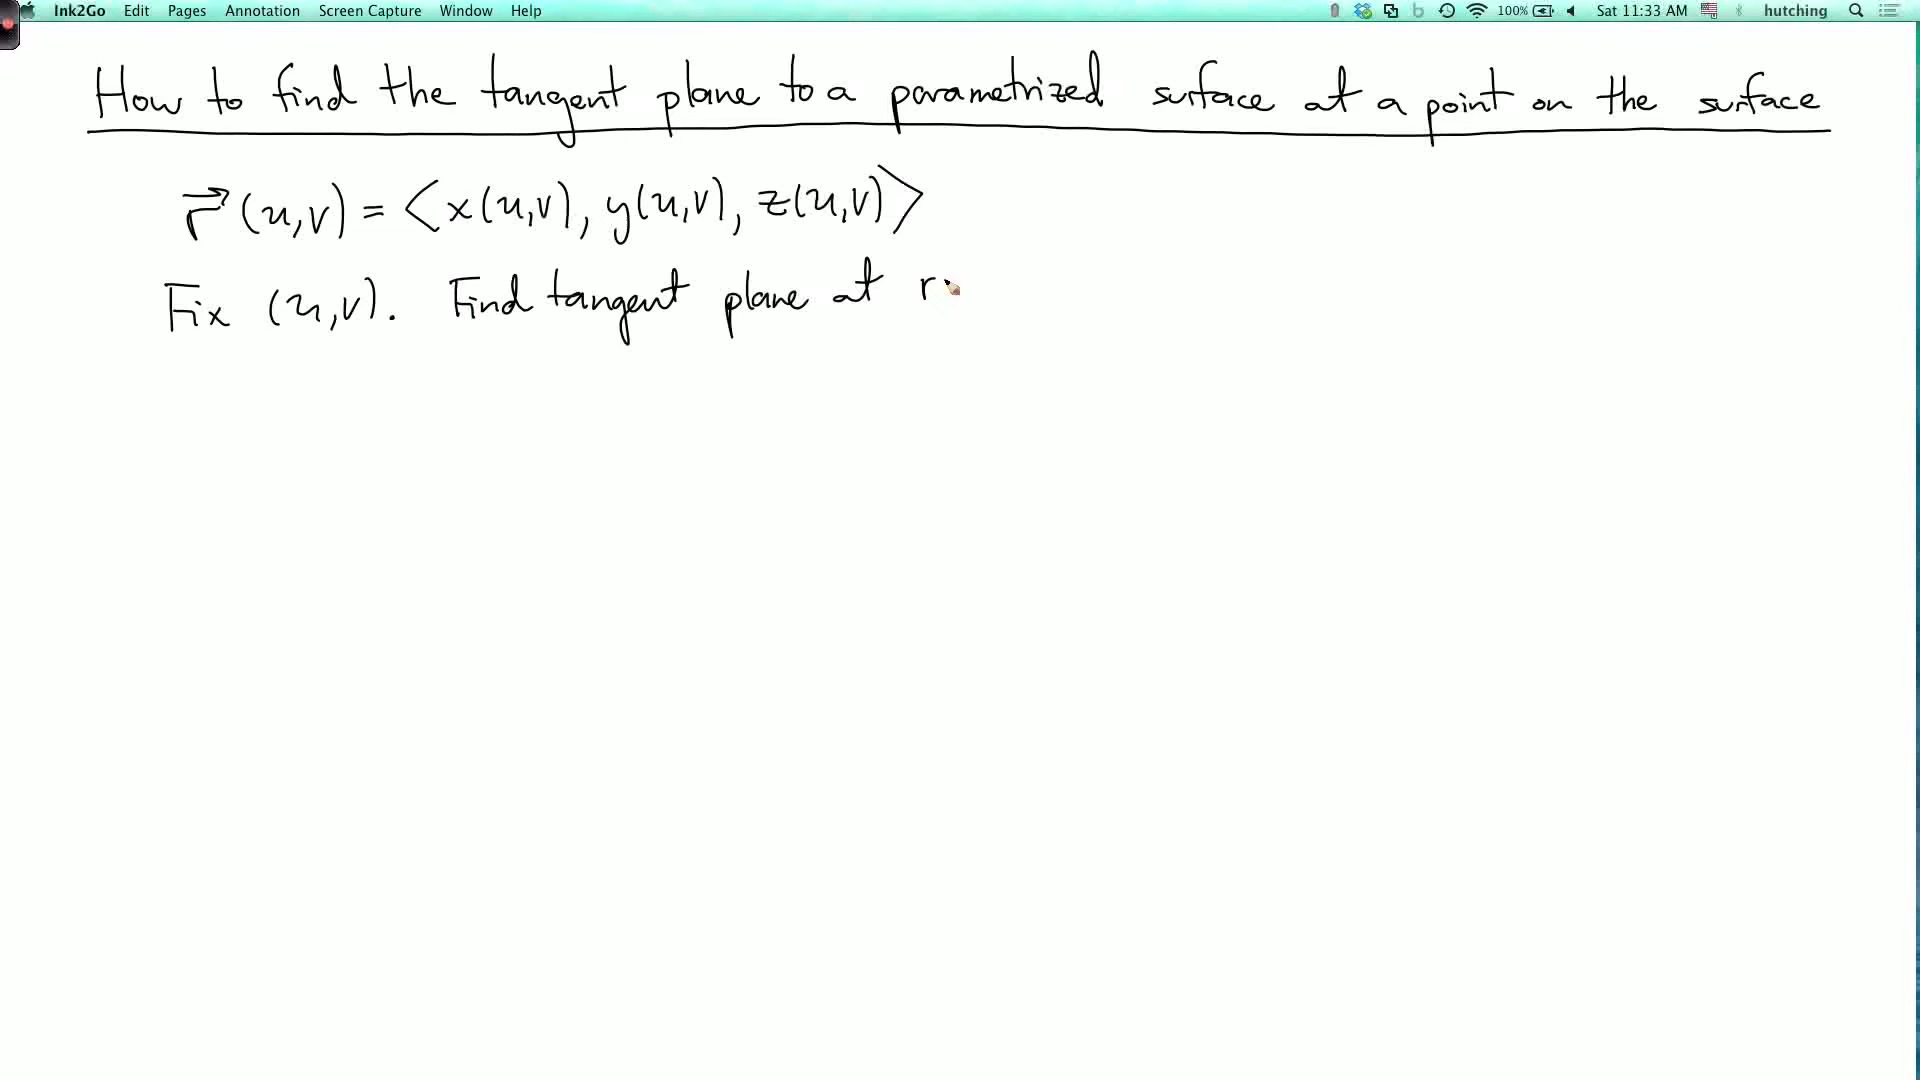 Ink2Go Edit Pages Annotation Screen Capture Window Help 100% Sat 11:33 AM hutching
How to find the tangent plane to a parametrized surface at a point on the surface
r⃗(u,v) = ⟨x(u,v), y(u,v), z(u,v)⟩
Fix (u,v). Find tangent plane at r